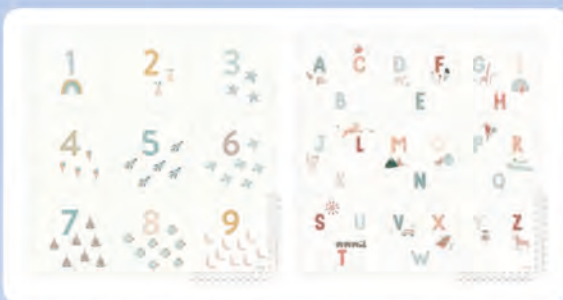 1 2 3
4 5 6
7 8 9
A C D F G I
B E H
J L M O P R
K N Q
S U V X Y Z
T W